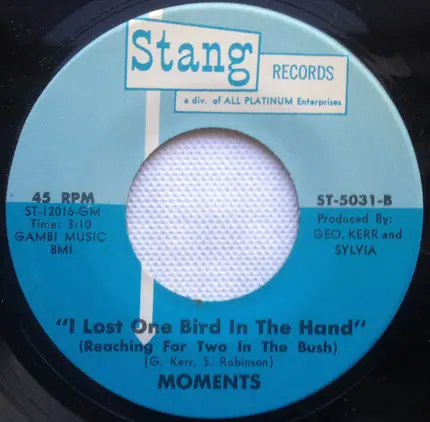 Stang
RECORDS
a div. of ALL PLATINUM Enterprises
45 RPM
ST-12016-GM
Time: 3:10
GAMBI MUSIC
BMI
ST-5031-B
Produced By:
GEO. KERR and
SYLVIA
"I Lost One Bird In The Hand"
(Reaching For Two In The Bush)
(G. Kerr, S. Robinson)
MOMENTS